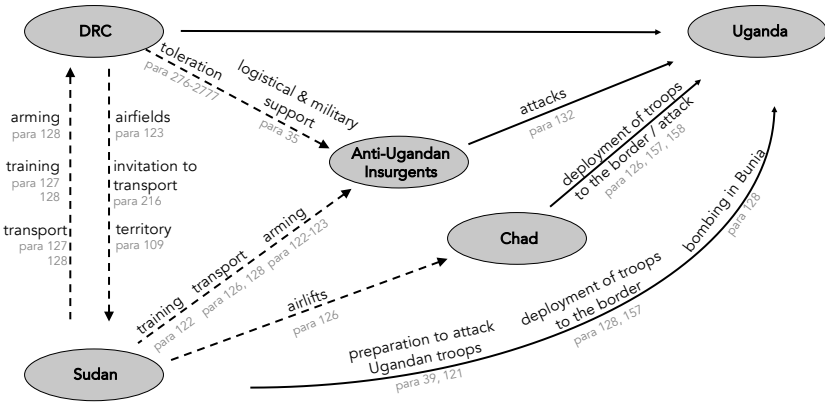 DRC
Uganda
toleration
para 276-2777
logistical & military
support
para 35
arming
para 128
training
para 127
128
transport
para 127
128
airfields
para 123
invitation to
transport
para 216
territory
para 109
Anti-Ugandan
Insurgents
attacks
para 132
deployment of troops
to the border / attack
para 126, 157, 158
Chad
training
para 122
transport
para 126, 128
arming
para 122-123
airlifts
para 126
Sudan
preparation to attack
Ugandan troops
para 39, 121
deployment of troops
to the border
para 128, 157
bombing in Bunia
para 128